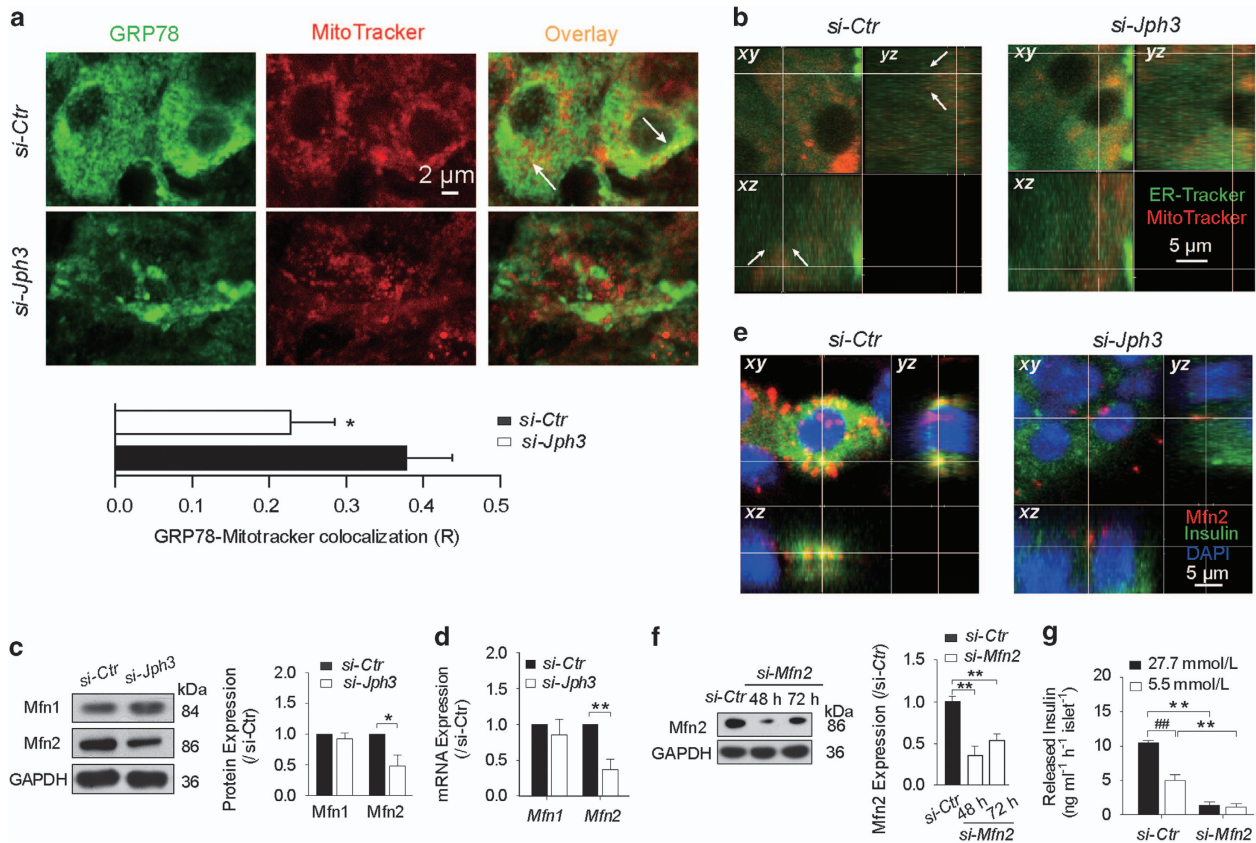 a
GRP78 MitoTracker Overlay
si-Ctr
2 µm
si-Jph3
si-Ctr
si-Jph3
*
0.0 0.1 0.2 0.3 0.4 0.5
GRP78-Mitotracker colocalization (R)
b
si-Ctr si-Jph3
xy yz xy yz
xz xz
ER-Tracker
MitoTracker
5 µm
e
si-Ctr si-Jph3
xy yz xy yz
xz xz
Mfn2
Insulin
DAPI
5 µm
c
si-Ctr si-Jph3
kDa
Mfn1 84
Mfn2 86
GAPDH 36
Protein Expression
(/si-Ctr)
2.0
1.5
1.0
0.5
0.0
si-Ctr
si-Jph3
*
Mfn1 Mfn2
d
mRNA Expression
(/si-Ctr)
2.0
1.5
1.0
0.5
0.0
si-Ctr
si-Jph3
**
Mfn1 Mfn2
f
si-Mfn2
si-Ctr 48 h 72 h
kDa
Mfn2 86
GAPDH 36
Mfn2 Expression (/si-Ctr)
si-Ctr
si-Mfn2
1.5
1.0
0.5
0.0
**
**
si-Ctr 48 h 72 h
si-Mfn2
g
27.7 mmol/L
5.5 mmol/L
Released Insulin
(ng ml⁻¹ h⁻¹ islet⁻¹)
20
15
10
5
0
**
## **
si-Ctr si-Mfn2